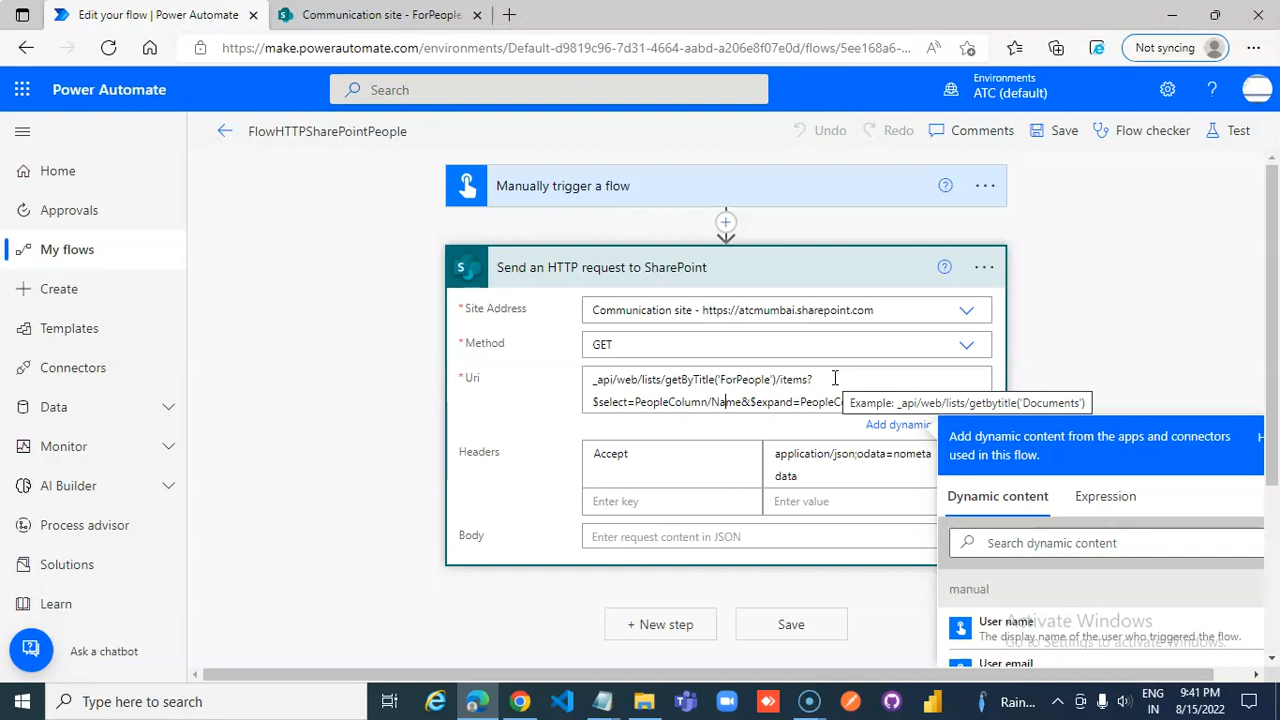 Edit your flow | Power Automate
Communication site - ForPeople
https://make.powerautomate.com/environments/Default-d9819c96-7d31-4664-aabd-a206e8f87e0d/flows/5ee168a6-...
Not syncing
Power Automate
Search
Environments
ATC (default)
FlowHTTPSharePointPeople
Undo
Redo
Comments
Save
Flow checker
Test
Home
Approvals
My flows
Create
Templates
Connectors
Data
Monitor
AI Builder
Process advisor
Solutions
Learn
Ask a chatbot
Manually trigger a flow
Send an HTTP request to SharePoint
*Site Address
Communication site - https://atcmumbai.sharepoint.com
*Method
GET
*Uri
_api/web/lists/getByTitle('ForPeople')/items?
$select=PeopleColumn/Name&$expand=PeopleC
Example: _api/web/lists/getbytitle('Documents')
Add dynamic
Headers
Accept
application/json;odata=nometa
data
Enter key
Enter value
Body
Enter request content in JSON
+ New step
Save
Add dynamic content from the apps and connectors
used in this flow.
Dynamic content
Expression
Search dynamic content
manual
User name
The display name of the user who triggered the flow.
User email
Activate Windows
Go to Settings to activate Windows.
Type here to search
Rain...
ENG
IN
9:41 PM
8/15/2022